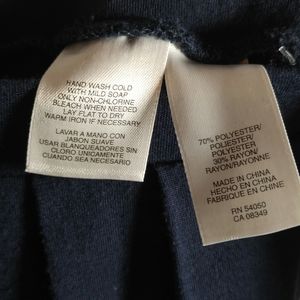 HAND WASH COLD
WITH MILD SOAP
ONLY NON-CHLORINE
BLEACH WHEN NEEDED
LAY FLAT TO DRY
WARM IRON IF NECESSARY
LAVAR A MANO CON
JABON SUAVE
USAR BLANQUEADORES SIN
CLORO UNICAMENTE
CUANDO SEA NECESARIO
70% POLYESTER/
POLIESTER/
POLYESTER
30% RAYON/
RAYON/RAYONNE
MADE IN CHINA
HECHO EN CHINA
FABRIQUE EN CHINE
RN 54050
CA 08349